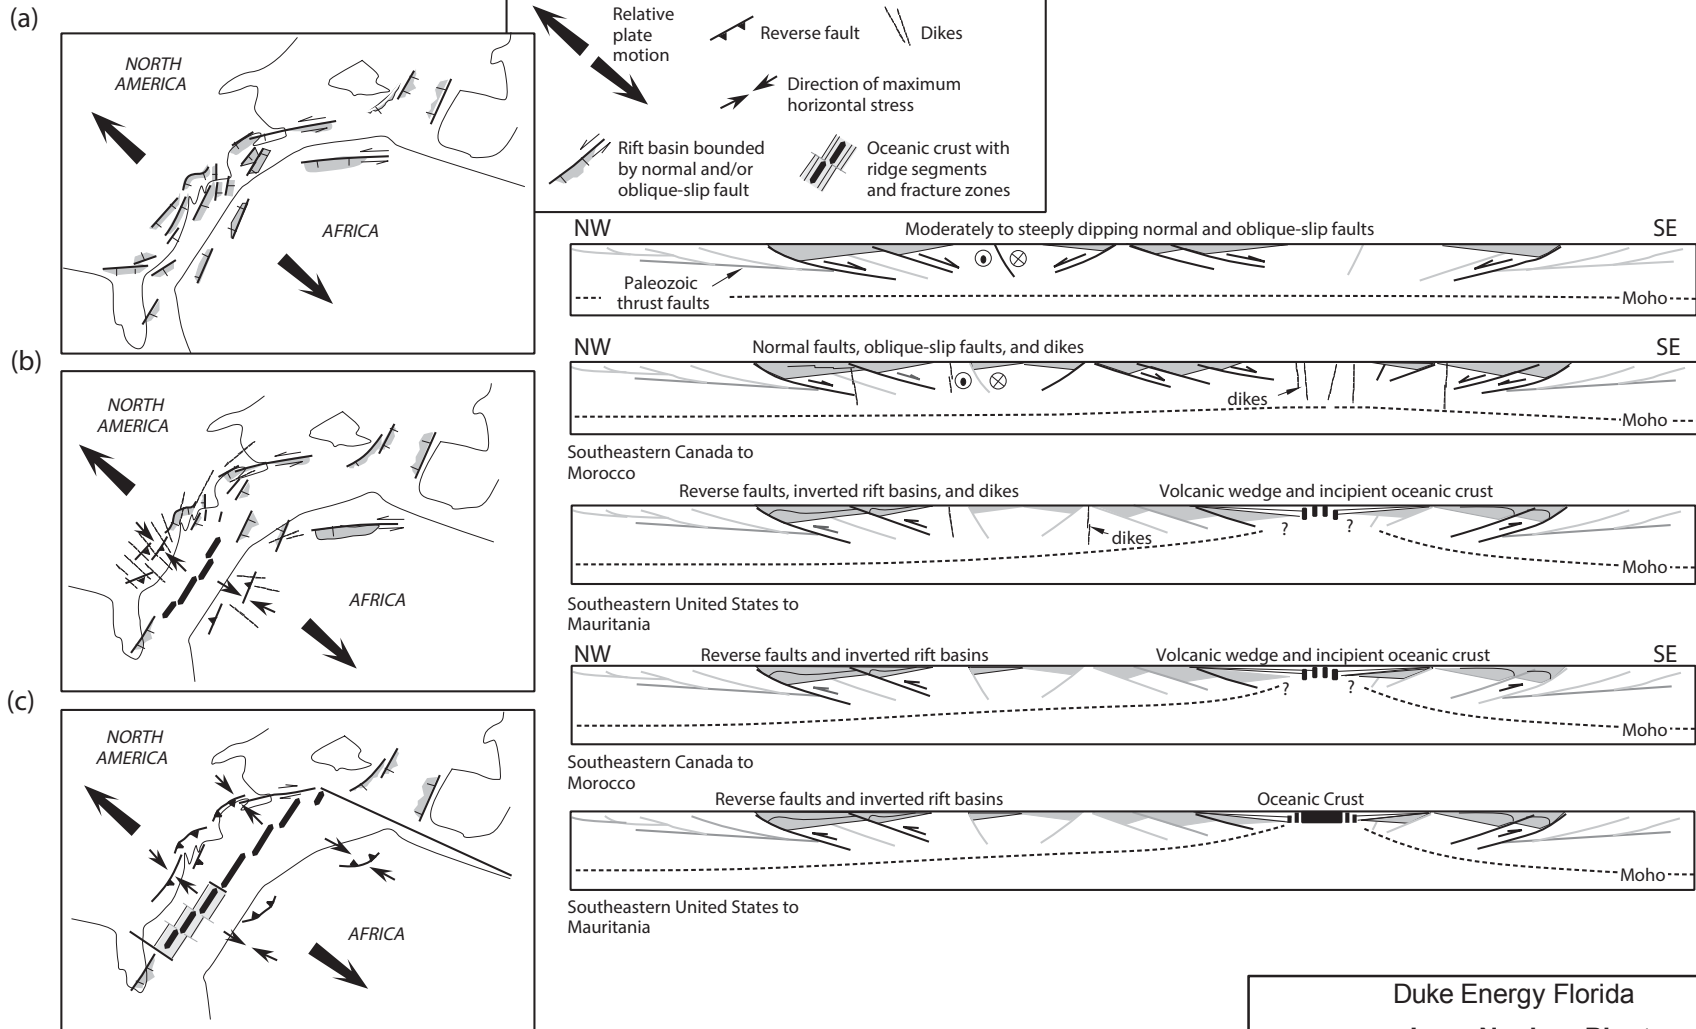 (a)
NORTH
AMERICA
AFRICA
Relative
plate
motion
Reverse fault
Dikes
Direction of maximum
horizontal stress
Rift basin bounded
by normal and/or
oblique-slip fault
Oceanic crust with
ridge segments
and fracture zones
NW
Moderately to steeply dipping normal and oblique-slip faults
SE
Paleozoic
thrust faults
Moho
(b)
NORTH
AMERICA
AFRICA
NW
Normal faults, oblique-slip faults, and dikes
SE
dikes
Moho
Southeastern Canada to
Morocco
Reverse faults, inverted rift basins, and dikes
Volcanic wedge and incipient oceanic crust
? ?
dikes
Moho
Southeastern United States to
Mauritania
(c)
NORTH
AMERICA
AFRICA
NW
Reverse faults and inverted rift basins
Volcanic wedge and incipient oceanic crust
SE
? ?
Moho
Southeastern Canada to
Morocco
Reverse faults and inverted rift basins
Oceanic Crust
Moho
Southeastern United States to
Mauritania
Duke Energy Florida